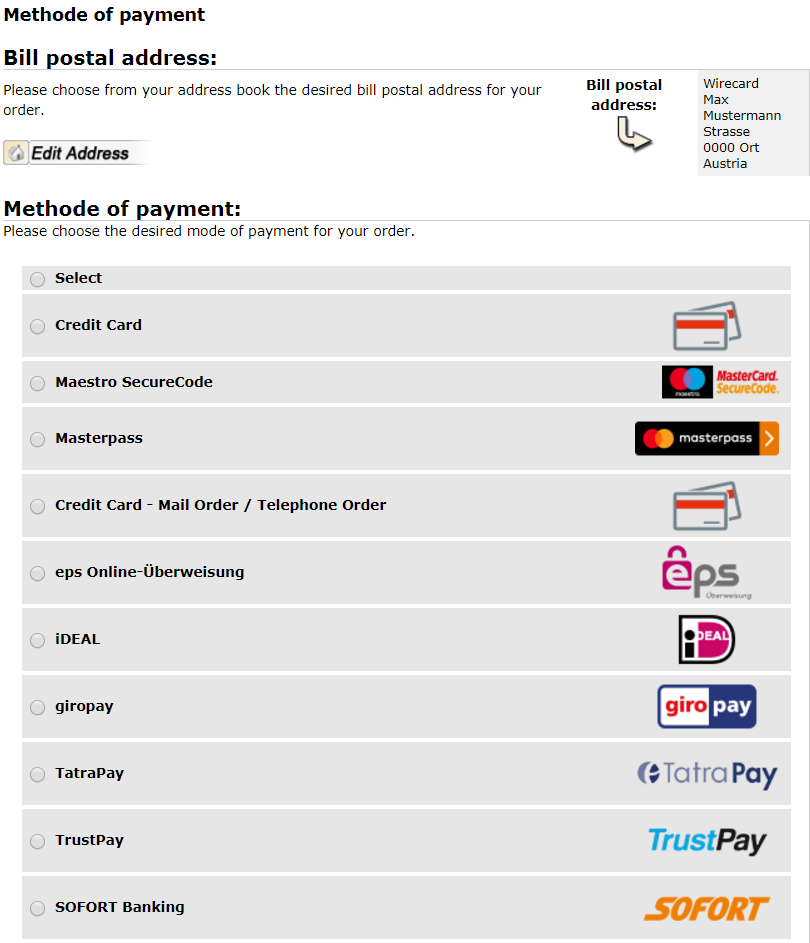 Methode of payment
Bill postal address:
Please choose from your address book the desired bill postal address for your
order.
Edit Address
Bill postal
address:
Wirecard
Max
Mustermann
Strasse
0000 Ort
Austria
Methode of payment:
Please choose the desired mode of payment for your order.
Select
Credit Card
Maestro SecureCode
maestro.
MasterCard.
SecureCode.
Masterpass
masterpass
Credit Card - Mail Order / Telephone Order
eps Online-Überweisung
eps
Überweisung
iDEAL
iDEAL
giropay
giro pay
TatraPay
TatraPay
TrustPay
TrustPay
SOFORT Banking
SOFORT